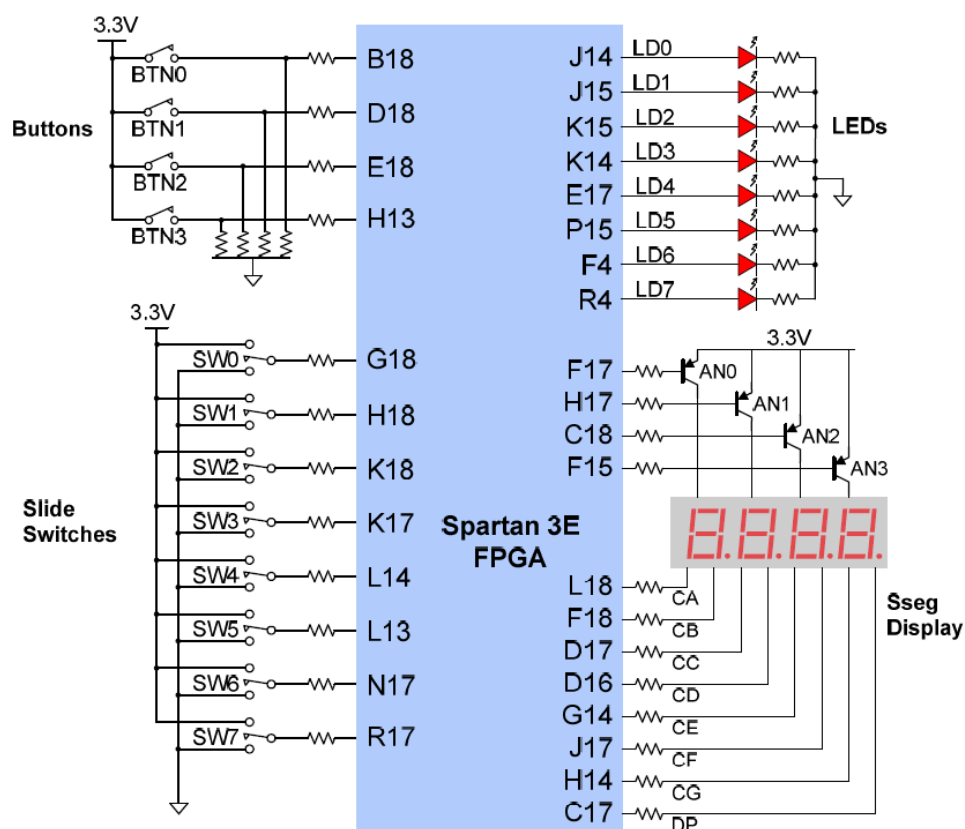 3.3V
BTN0
BTN1
BTN2
BTN3
Buttons
B18
D18
E18
H13
J14 LD0
J15 LD1
K15 LD2
K14 LD3
E17 LD4
P15 LD5
F4 LD6
R4 LD7
LEDs
3.3V
SW0
SW1
SW2
SW3
SW4
SW5
SW6
SW7
Slide
Switches
G18
H18
K18
K17
L14
L13
N17
R17
Spartan 3E
FPGA
3.3V
F17 AN0
H17 AN1
C18 AN2
F15 AN3
8.8.8.8.
L18 CA
F18 CB
D17 CC
D16 CD
G14 CE
J17 CF
H14 CG
C17 DP
Sseg
Display